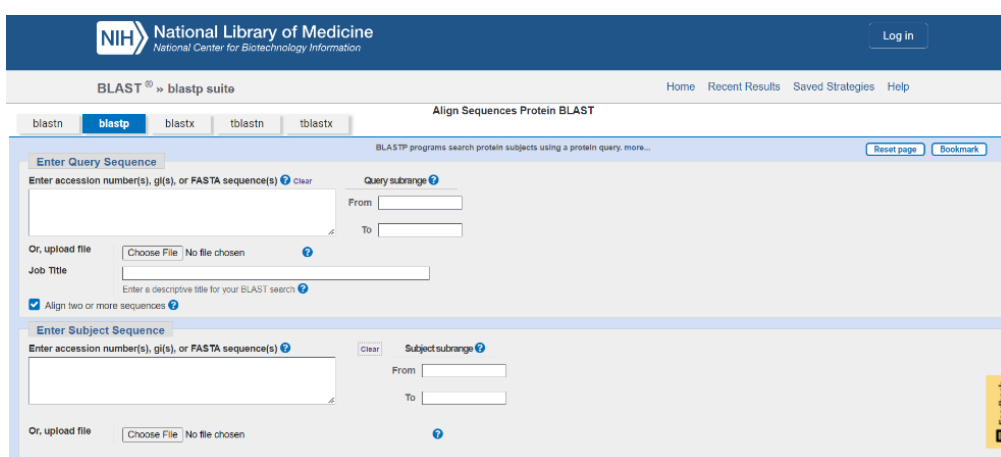 NIH National Library of Medicine
National Center for Biotechnology Information
Log in
BLAST ® » blastp suite
Home Recent Results Saved Strategies Help
Align Sequences Protein BLAST
blastn blastp blastx tblastn tblastx
BLASTP programs search protein subjects using a protein query. more...
Reset page Bookmark
Enter Query Sequence
Enter accession number(s), gi(s), or FASTA sequence(s) ? Clear Query subrange ?
From
To
Or, upload file Choose File No file chosen ?
Job Title
Enter a descriptive title for your BLAST search ?
Align two or more sequences ?
Enter Subject Sequence
Enter accession number(s), gi(s), or FASTA sequence(s) ? Clear Subject subrange ?
From
To
Or, upload file Choose File No file chosen ?